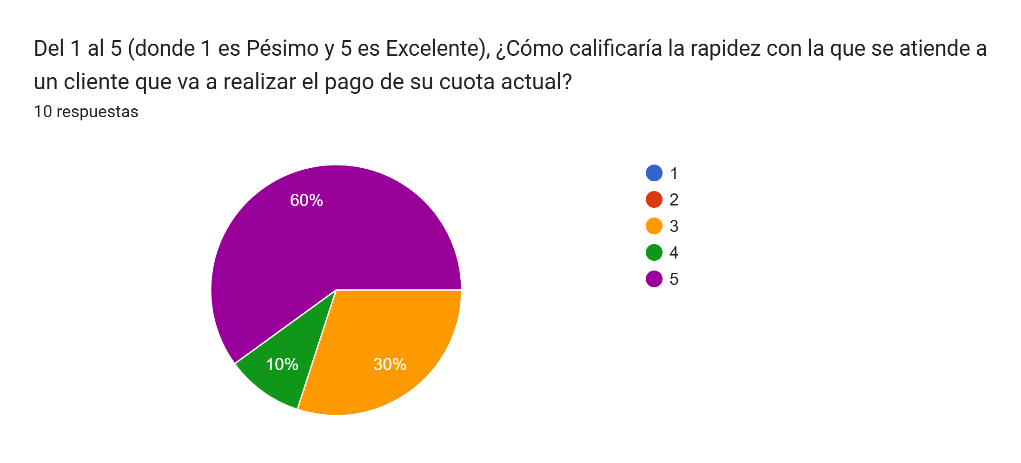 Del 1 al 5 (donde 1 es Pésimo y 5 es Excelente), ¿Cómo calificaría la rapidez con la que se atiende a
un cliente que va a realizar el pago de su cuota actual?
10 respuestas
60%
10%
30%
1
2
3
4
5